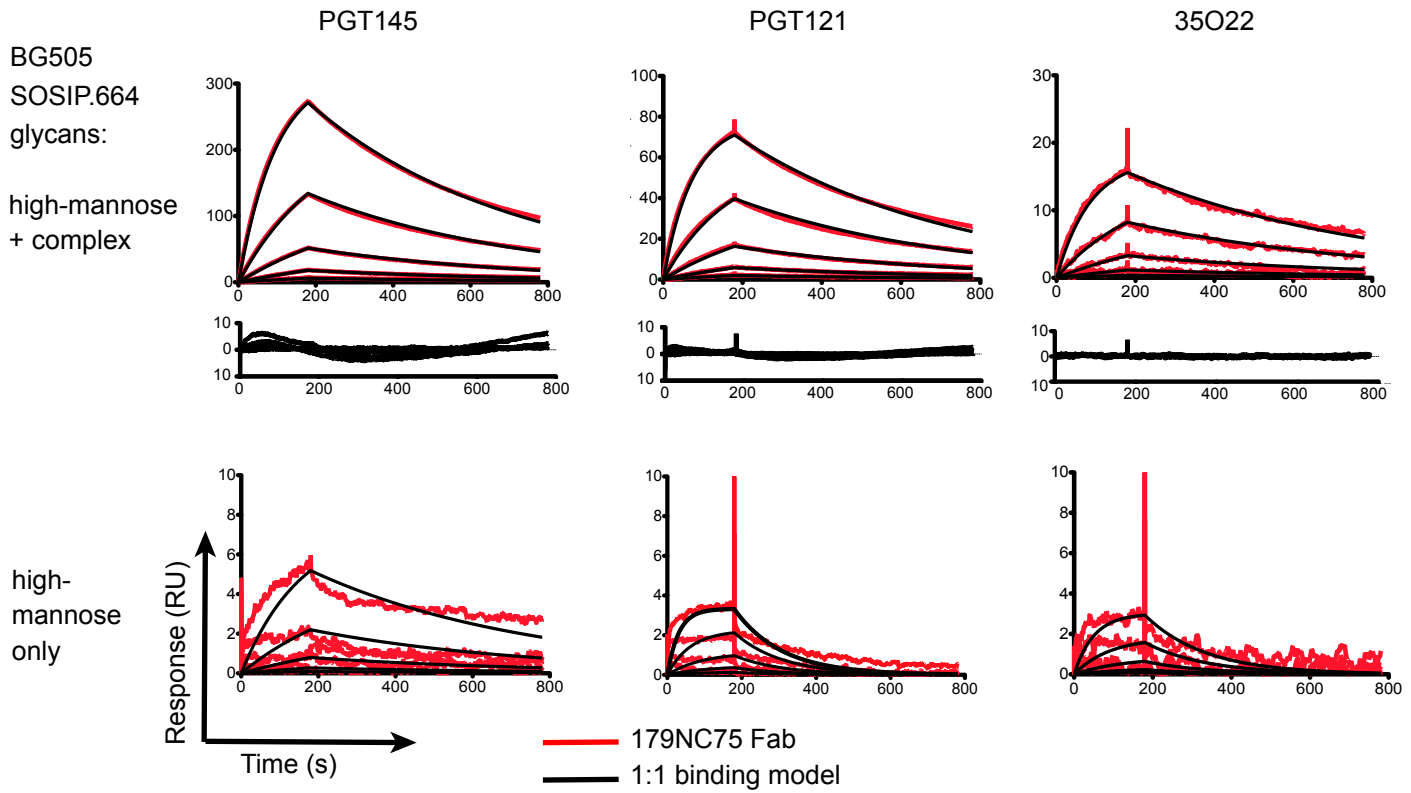 PGT145 PGT121 35O22
BG505
SOSIP.664
glycans:
high-mannose
+ complex
300
200
100
0
0 200 400 600 800
100
80
60
40
20
0
0 200 400 600 800
30
20
10
0
0 200 400 600 800
10
0
10
0 200 400 600 800
10
0
10
0 200 400 600 800
10
0
10
0 200 400 600 800
high-
mannose
only
10
8
6
4
2
0
0 200 400 600 800
10
8
6
4
2
0
0 200 400 600 800
10
8
6
4
2
0
0 200 400 600 800
Response (RU)
Time (s)
179NC75 Fab
1:1 binding model